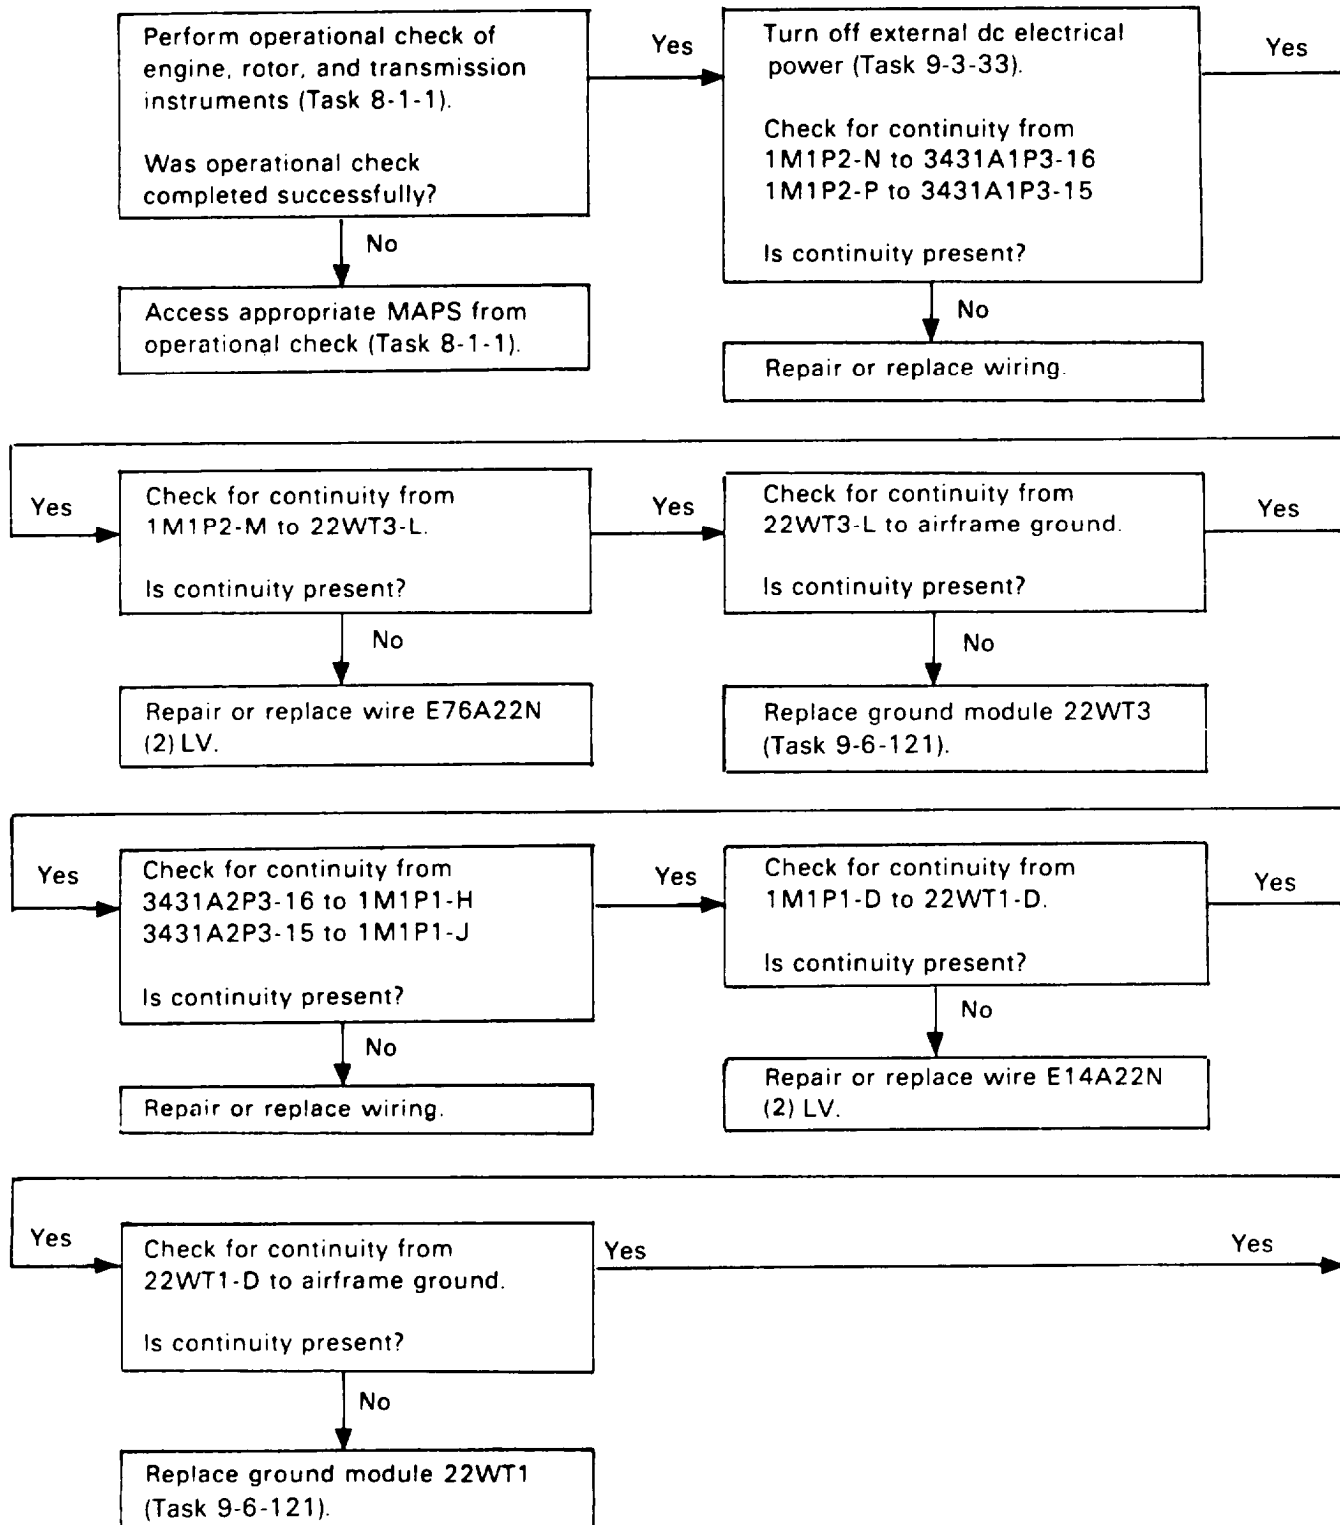 Perform operational check of
engine, rotor, and transmission
instruments (Task 8-1-1).
Was operational check
completed successfully?
Yes
Turn off external dc electrical
power (Task 9-3-33).
Check for continuity from
1M1P2-N to 3431A1P3-16
1M1P2-P to 3431A1P3-15
Is continuity present?
Yes
No
Access appropriate MAPS from
operational check (Task 8-1-1).
No
Repair or replace wiring.
Yes
Check for continuity from
1M1P2-M to 22WT3-L.
Is continuity present?
Yes
Check for continuity from
22WT3-L to airframe ground.
Is continuity present?
Yes
No
Repair or replace wire E76A22N
(2) LV.
No
Replace ground module 22WT3
(Task 9-6-121).
Yes
Check for continuity from
3431A2P3-16 to 1M1P1-H
3431A2P3-15 to 1M1P1-J
Is continuity present?
Yes
Check for continuity from
1M1P1-D to 22WT1-D.
Is continuity present?
Yes
No
Repair or replace wiring.
No
Repair or replace wire E14A22N
(2) LV.
Yes
Check for continuity from
22WT1-D to airframe ground.
Is continuity present?
Yes
Yes
No
Replace ground module 22WT1
(Task 9-6-121).